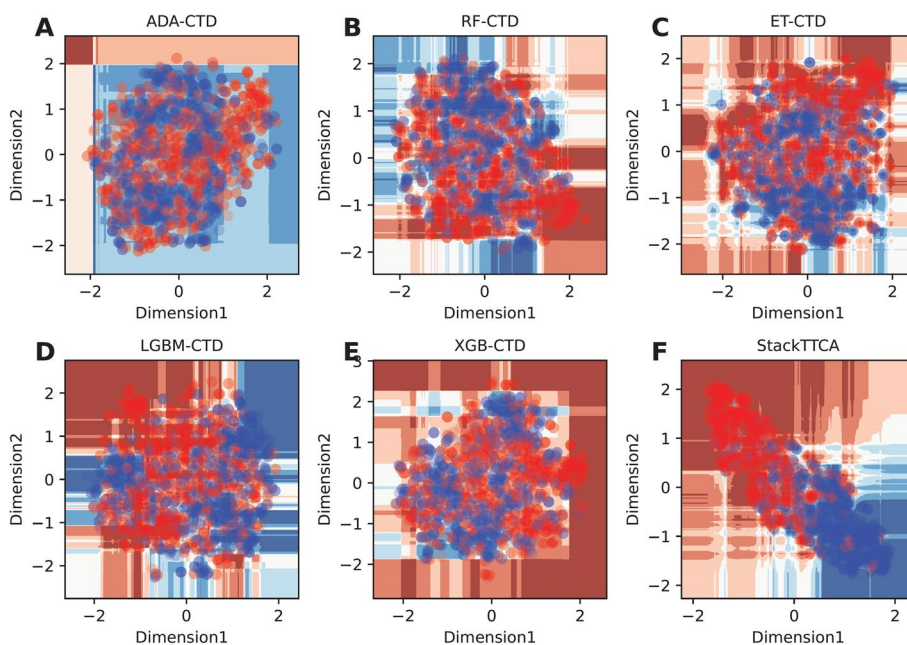 A ADA-CTD
2
1
0
−1
−2
Dimension2
−2 0 2
Dimension1
B RF-CTD
2
1
0
−1
−2
Dimension2
−2 0 2
Dimension1
C ET-CTD
2
1
0
−1
−2
Dimension2
−2 0 2
Dimension1
D LGBM-CTD
2
1
0
−1
−2
Dimension2
−2 0 2
Dimension1
E XGB-CTD
3
2
1
0
−1
−2
Dimension2
−2 0 2
Dimension1
F StackTTCA
2
1
0
−1
−2
Dimension2
−2 0 2
Dimension1